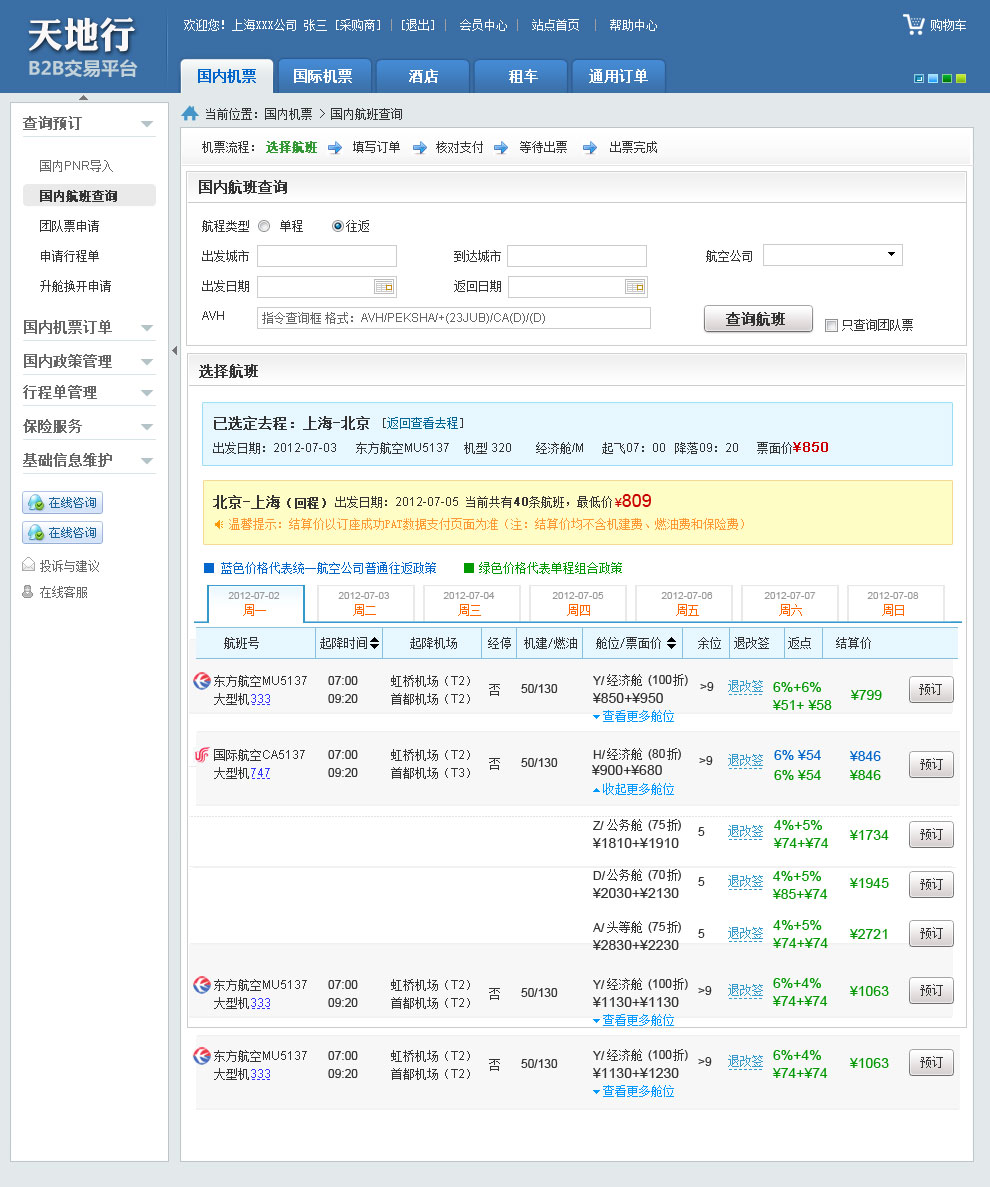 天地行
B2B交易平台
欢迎您! 上海XXX公司 张三 [采购商] | [退出] | 会员中心 | 站点首页 | 帮助中心
购物车
国内机票 国际机票 酒店 租车 通用订单
当前位置：国内机票 > 国内航班查询
查询预订
国内PNR导入
国内航班查询
团队票申请
申请行程单
升舱换开申请
国内机票订单
国内政策管理
行程单管理
保险服务
基础信息维护
在线咨询
在线咨询
投诉与建议
在线客服
机票流程： 选择航班 填写订单 核对支付 等待出票 出票完成
国内航班查询
航程类型 单程 往返
出发城市 到达城市 航空公司
出发日期 返回日期
AVH 指令查询框 格式：AVH/PEKSHA/+(23JUB)/CA(D)/(D)
查询航班 只查询团队票
选择航班
已选定去程：上海-北京 [返回查看去程]
出发日期：2012-07-03 东方航空MU5137 机型 320 经济舱/M 起飞07：00 降落09：20 票面价¥850
北京-上海（回程）出发日期：2012-07-05 当前共有40条航班，最低价¥809
温馨提示：结算价以订座成功PAT数据支付页面为准（注：结算价均不含机建费、燃油费和保险费）
蓝色价格代表统一航空公司普通往返政策 绿色价格代表单程组合政策
2012-07-02 2012-07-03 2012-07-04 2012-07-05 2012-07-06 2012-07-07 2012-07-08
周一 周二 周三 周四 周五 周六 周日
航班号 起降时间 起降机场 经停 机建/燃油 舱位/票面价 余位 退改签 返点 结算价
东方航空MU5137 07:00 虹桥机场（T2） 否 50/130 Y/ 经济舱 (100折) >9 退改签 6%+6% ¥799 预订
大型机333 09:20 首都机场（T2） ¥850+¥950 ¥51+ ¥58
查看更多舱位
国际航空CA5137 07:00 虹桥机场（T2） 否 50/130 H/ 经济舱 (80折) >9 退改签 6% ¥54 ¥846 预订
大型机747 09:20 首都机场（T3） ¥900+¥680 6% ¥54 ¥846
收起更多舱位
Z/ 公务舱 (75折) 5 退改签 4%+5% ¥1734 预订
¥1810+¥1910 ¥74+¥74
D/ 公务舱 (70折) 5 退改签 4%+5% ¥1945 预订
¥2030+¥2130 ¥85+¥74
A/ 头等舱 (75折) 5 退改签 4%+5% ¥2721 预订
¥2830+¥2230 ¥74+¥74
东方航空MU5137 07:00 虹桥机场（T2） 否 50/130 Y/ 经济舱 (100折) >9 退改签 6%+4% ¥1063 预订
大型机333 09:20 首都机场（T2） ¥1130+¥1130 ¥74+¥74
查看更多舱位
东方航空MU5137 07:00 虹桥机场（T2） 否 50/130 Y/ 经济舱 (100折) >9 退改签 6%+4% ¥1063 预订
大型机333 09:20 首都机场（T2） ¥1130+¥1230 ¥74+¥74
查看更多舱位